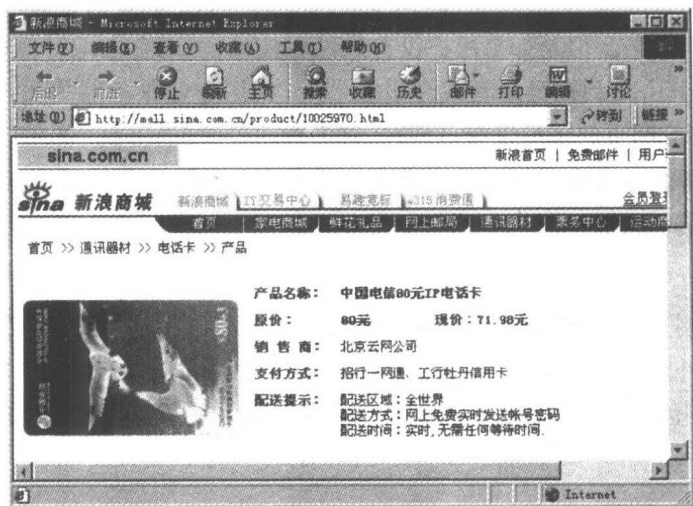 新浪商城 - Microsoft Internet Explorer
文件(F) 编辑(E) 查看(V) 收藏(A) 工具(T) 帮助(H)
后退 前进 停止 刷新 主页 搜索 收藏 历史 邮件 打印 编辑 讨论 »
地址(D) http://mall.sina.com.cn/product/10025970.html 转到 链接 »
sina.com.cn 新浪首页 | 免费邮件 | 用户
sina 新浪商城 新浪商城 IT交易中心 易趣竞标 4315消费通 会员登录
首页 家电商城 鲜花礼品 网上邮局 通讯器材 票务中心 运动商
首页 >> 通讯器材 >> 电话卡 >> 产品
产品名称： 中国电信80元IP电话卡
原价： 80元 现价：71.98元
销 售 商： 北京云网公司
支付方式： 招行一网通、工行牡丹信用卡
配送提示： 配送区域：全世界
配送方式：网上免费实时发送帐号密码
配送时间：实时,无需任何等待时间.
Internet